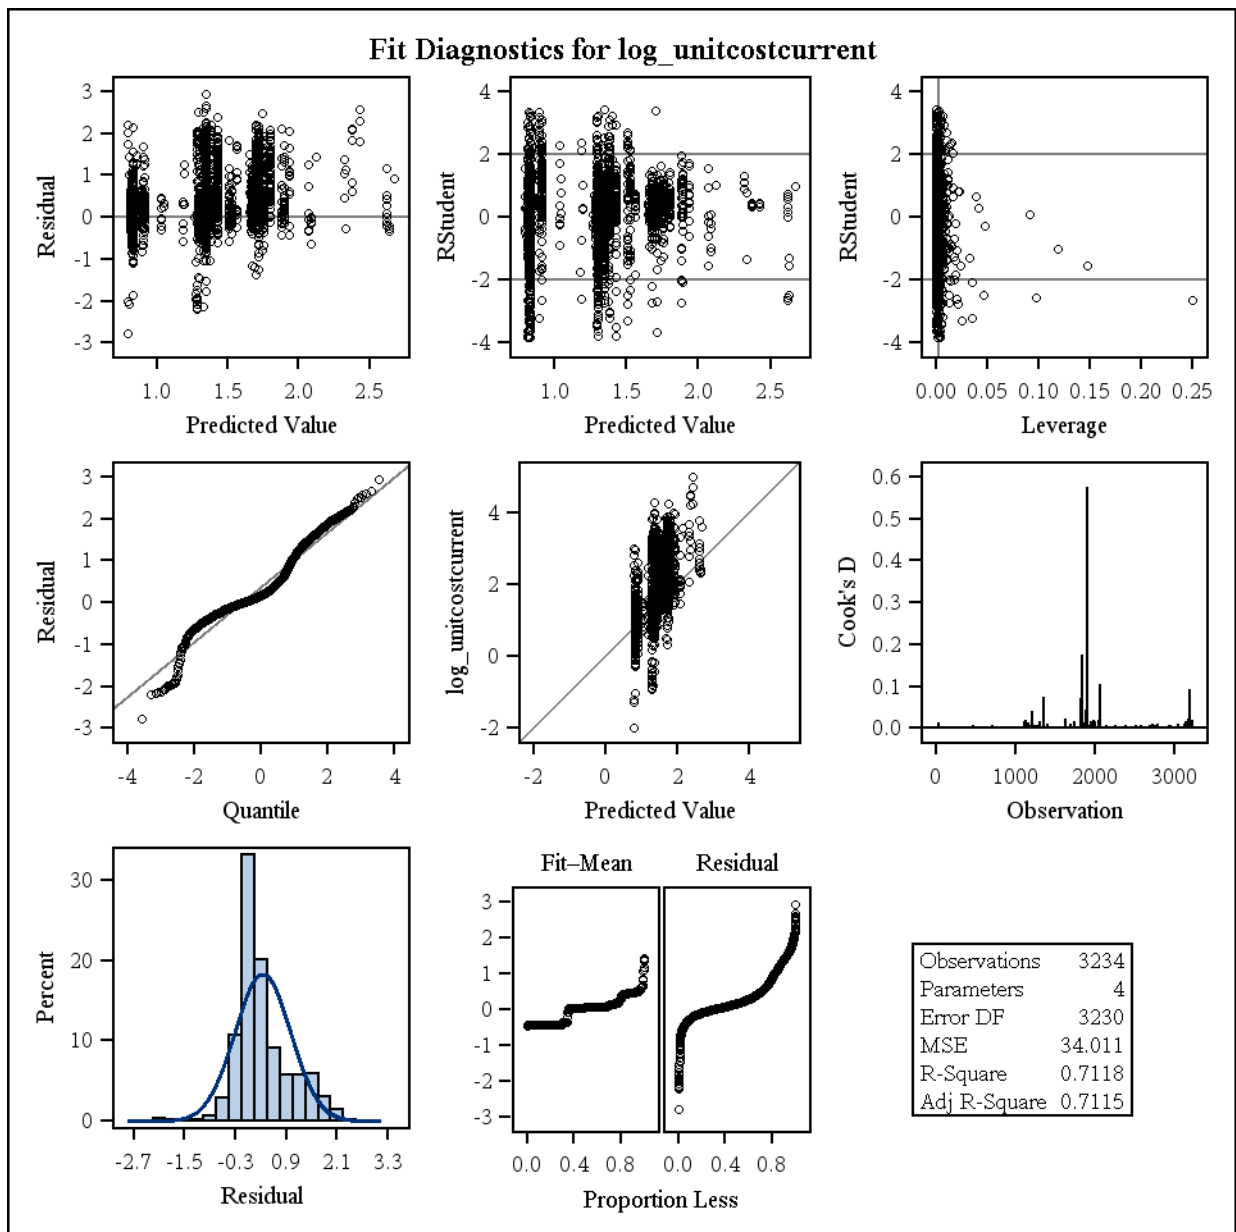 Fit Diagnostics for log_unitcostcurrent
3
2
1
0
-1
-2
-3
Residual
1.0 1.5 2.0 2.5
Predicted Value
4
2
0
-2
-4
RStudent
1.0 1.5 2.0 2.5
Predicted Value
4
2
0
-2
-4
RStudent
0.00 0.05 0.10 0.15 0.20 0.25
Leverage
3
2
1
0
-1
-2
-3
Residual
-4 -2 0 2 4
Quantile
4
2
0
-2
log_unitcostcurrent
-2 0 2 4
Predicted Value
0.6
0.5
0.4
0.3
0.2
0.1
0.0
Cook's D
0 1000 2000 3000
Observation
30
20
10
0
Percent
-2.7 -1.5 -0.3 0.9 2.1 3.3
Residual
Fit–Mean Residual
3
2
1
0
-1
-2
-3
0.0 0.4 0.8 0.0 0.4 0.8
Proportion Less
Observations 3234
Parameters 4
Error DF 3230
MSE 34.011
R-Square 0.7118
Adj R-Square 0.7115